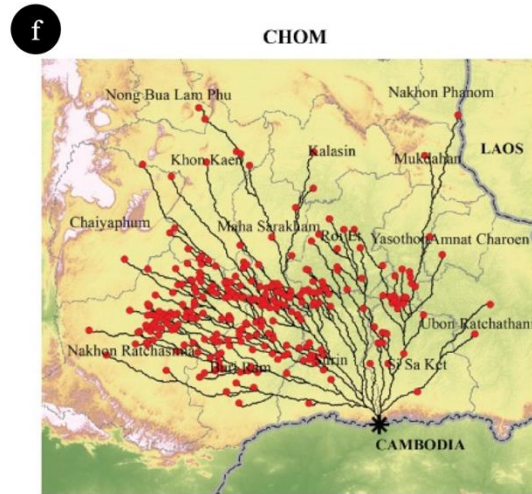 f
CHOM
Nong Bua Lam Phu
Nakhon Phanom
Khon Kaen
Kalasin
Mukdahan
LAOS
Chaiyaphum
Maha Sarakham
Roi Et
Yasothon
Amnat Charoen
Ubon Ratchathani
Nakhon Ratchasima
Buri Ram
Surin
Si Sa Ket
CAMBODIA